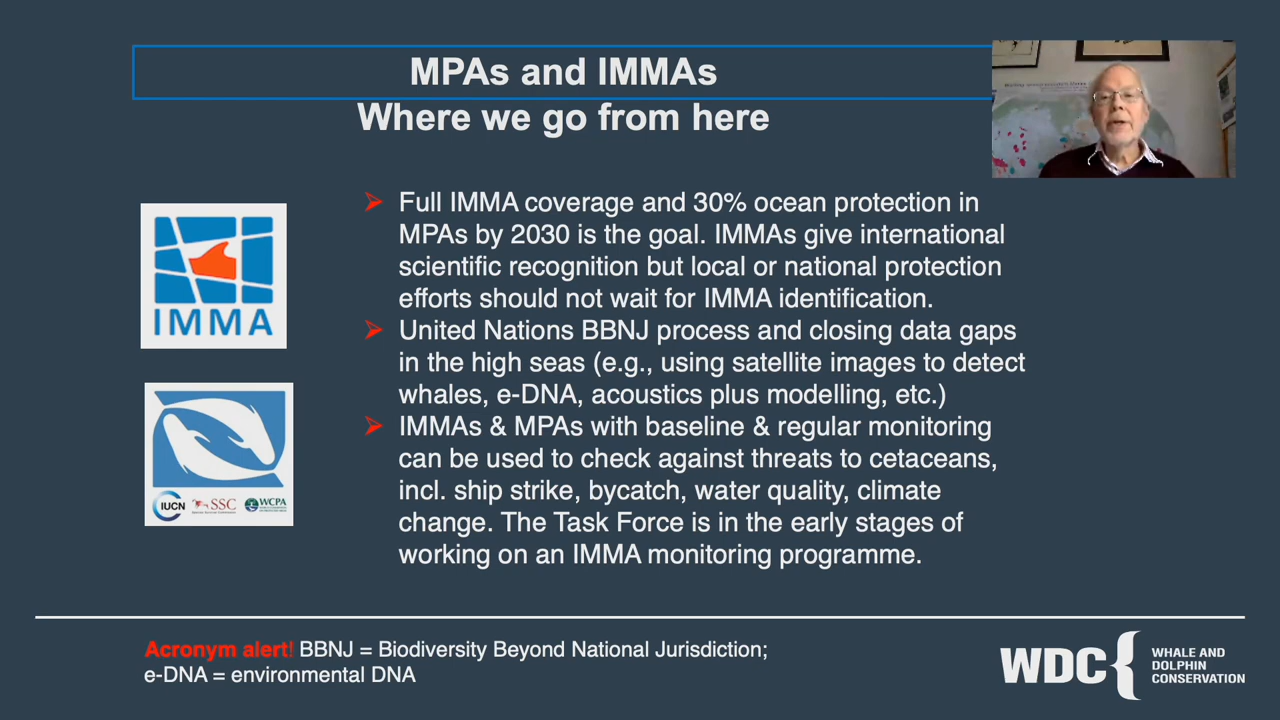 MPAs and IMMAs
Where we go from here
IMMA
IUCN
SSC
WCPA
➤ Full IMMA coverage and 30% ocean protection in
MPAs by 2030 is the goal. IMMAs give international
scientific recognition but local or national protection
efforts should not wait for IMMA identification.
➤ United Nations BBNJ process and closing data gaps
in the high seas (e.g., using satellite images to detect
whales, e-DNA, acoustics plus modelling, etc.)
➤ IMMAs & MPAs with baseline & regular monitoring
can be used to check against threats to cetaceans,
incl. ship strike, bycatch, water quality, climate
change. The Task Force is in the early stages of
working on an IMMA monitoring programme.
Acronym alert! BBNJ = Biodiversity Beyond National Jurisdiction;
e-DNA = environmental DNA
WDC
WHALE AND
DOLPHIN
CONSERVATION